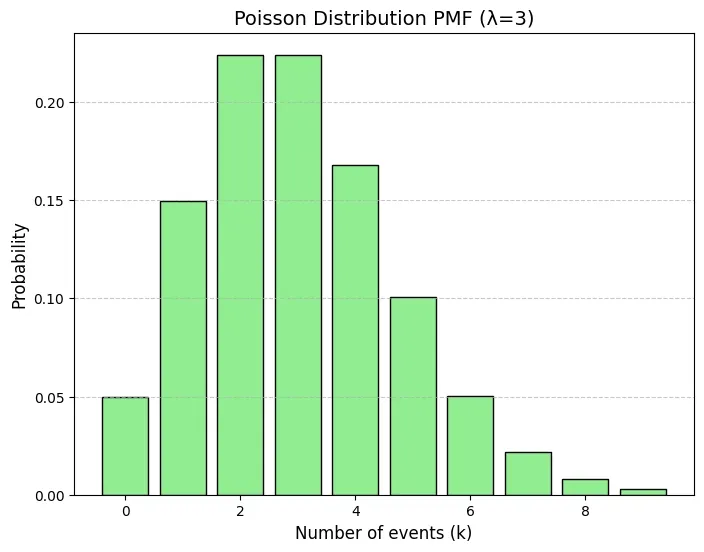 Poisson Distribution PMF (λ=3)
Probability
0.20
0.15
0.10
0.05
0.00
0 2 4 6 8
Number of events (k)